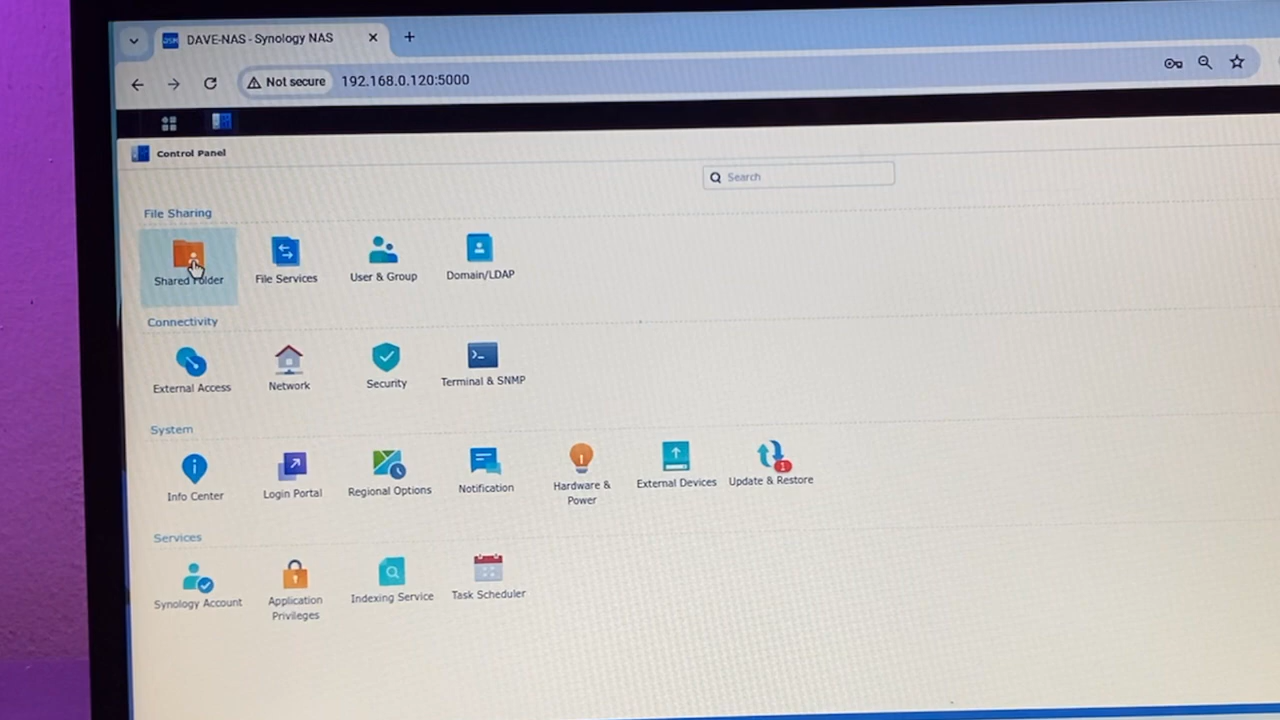 DSM DAVE-NAS - Synology NAS
Not secure 192.168.0.120:5000
Control Panel
Search
File Sharing
Shared Folder File Services User & Group Domain/LDAP
Connectivity
External Access Network Security Terminal & SNMP
System
1
Info Center Login Portal Regional Options Notification Hardware & Power External Devices Update & Restore
Services
Synology Account Application Privileges Indexing Service Task Scheduler